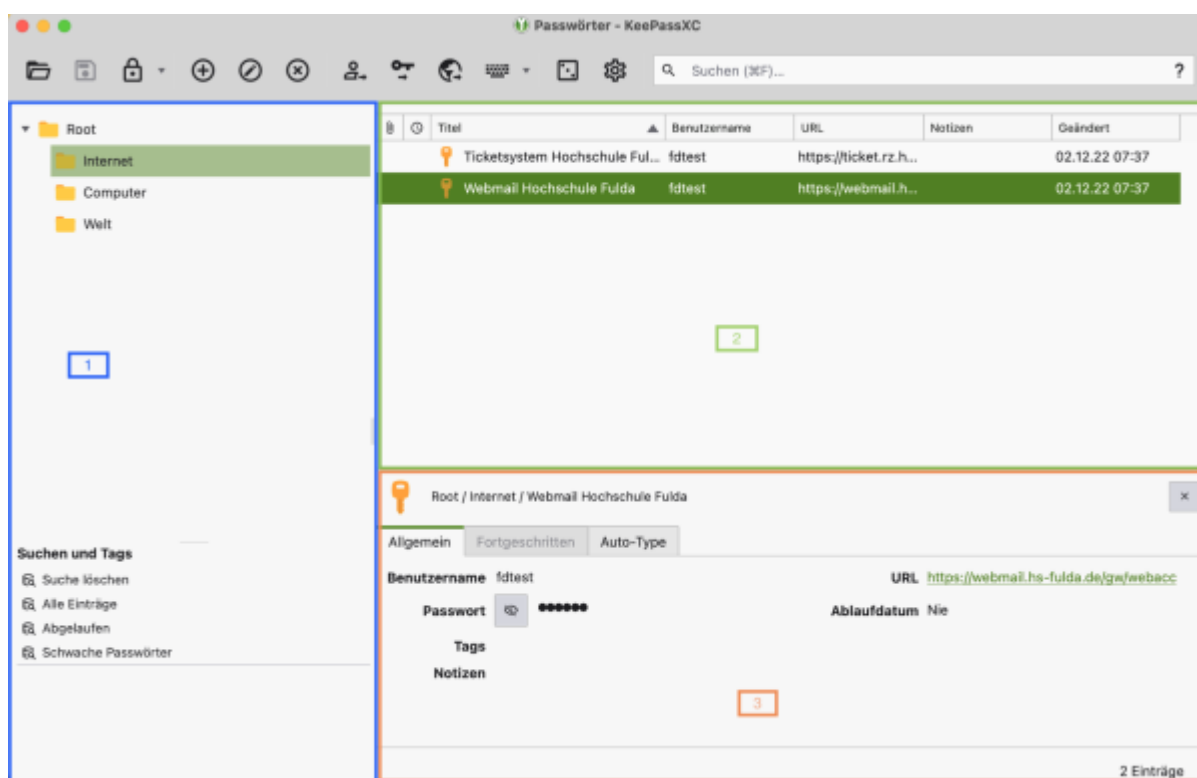 Passwörter - KeePassXC
Suchen (⌘F)...
?
Root
Internet
Computer
Welt
1
Suchen und Tags
Suche löschen
Alle Einträge
Abgelaufen
Schwache Passwörter
Titel Benutzername URL Notizen Geändert
Ticketsystem Hochschule Ful... fdtest https://ticket.rz.h... 02.12.22 07:37
Webmail Hochschule Fulda fdtest https://webmail.h... 02.12.22 07:37
2
Root / Internet / Webmail Hochschule Fulda
Allgemein Fortgeschritten Auto-Type
Benutzername fdtest URL https://webmail.hs-fulda.de/gw/webacc
Passwort ●●●●●● Ablaufdatum Nie
Tags
Notizen
3
2 Einträge